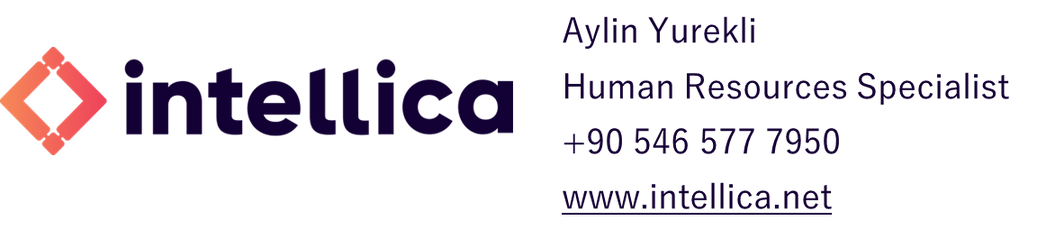 intellica
Aylin Yurekli
Human Resources Specialist
+90 546 577 7950
www.intellica.net